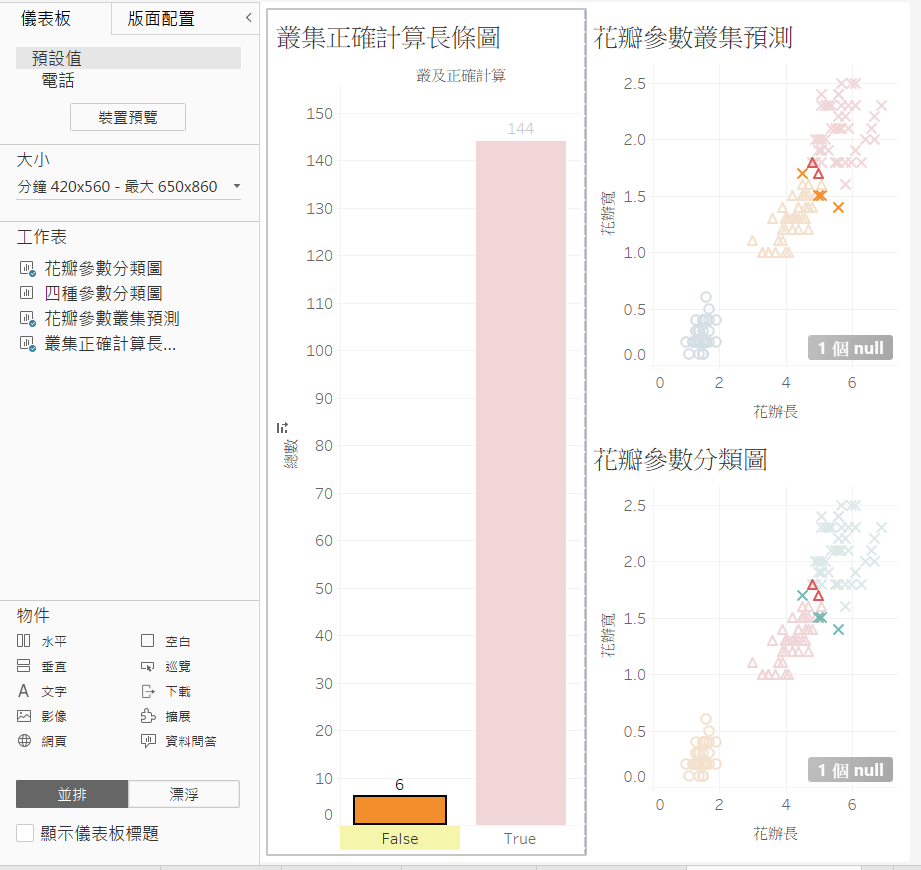 儀表板
版面配置
預設值
電話
裝置預覽
大小
分鐘 420x560 - 最大 650x860
工作表
花瓣參數分類圖
四種參數分類圖
花瓣參數叢集預測
叢集正確計算長...
物件
水平
空白
垂直
巡覽
文字
下載
影像
擴展
網頁
資料問答
並排
漂浮
顯示儀表板標題
叢集正確計算長條圖
叢及正確計算
150
140
130
120
110
100
90
80
70
60
50
40
30
20
10
0
總數
144
6
False
True
花瓣參數叢集預測
2.5
2.0
1.5
1.0
0.5
0.0
花瓣寬
1 個 null
0
2
4
6
花瓣長
花瓣參數分類圖
2.5
2.0
1.5
1.0
0.5
0.0
花瓣寬
1 個 null
0
2
4
6
花瓣長